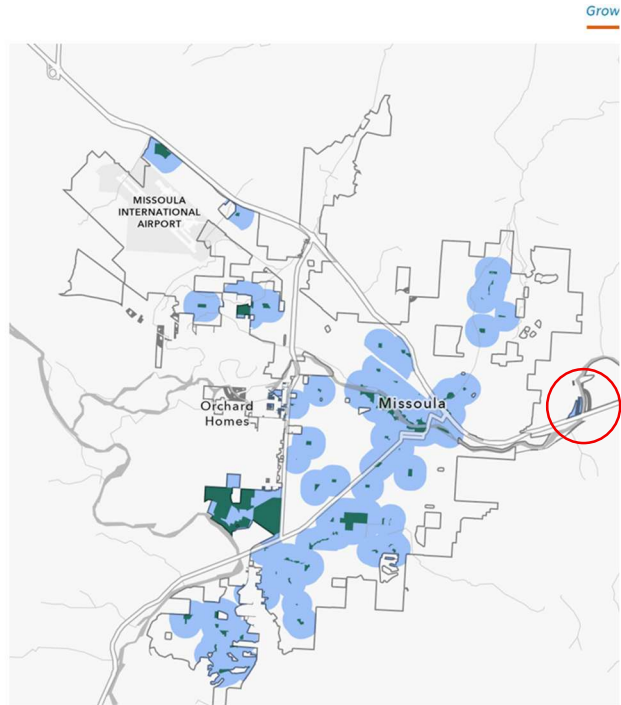 Grow
MISSOULA
INTERNATIONAL
AIRPORT
Orchard
Homes
Missoula